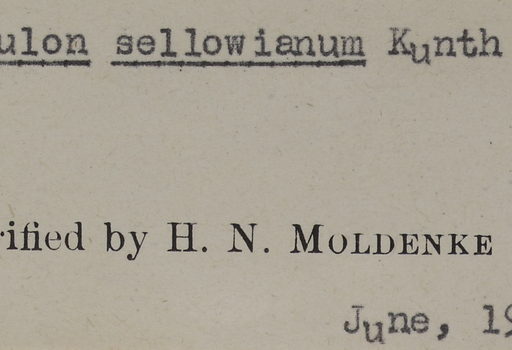 ulon sellowianum Kunth
rified by H. N. MOLDENKE
June, 19